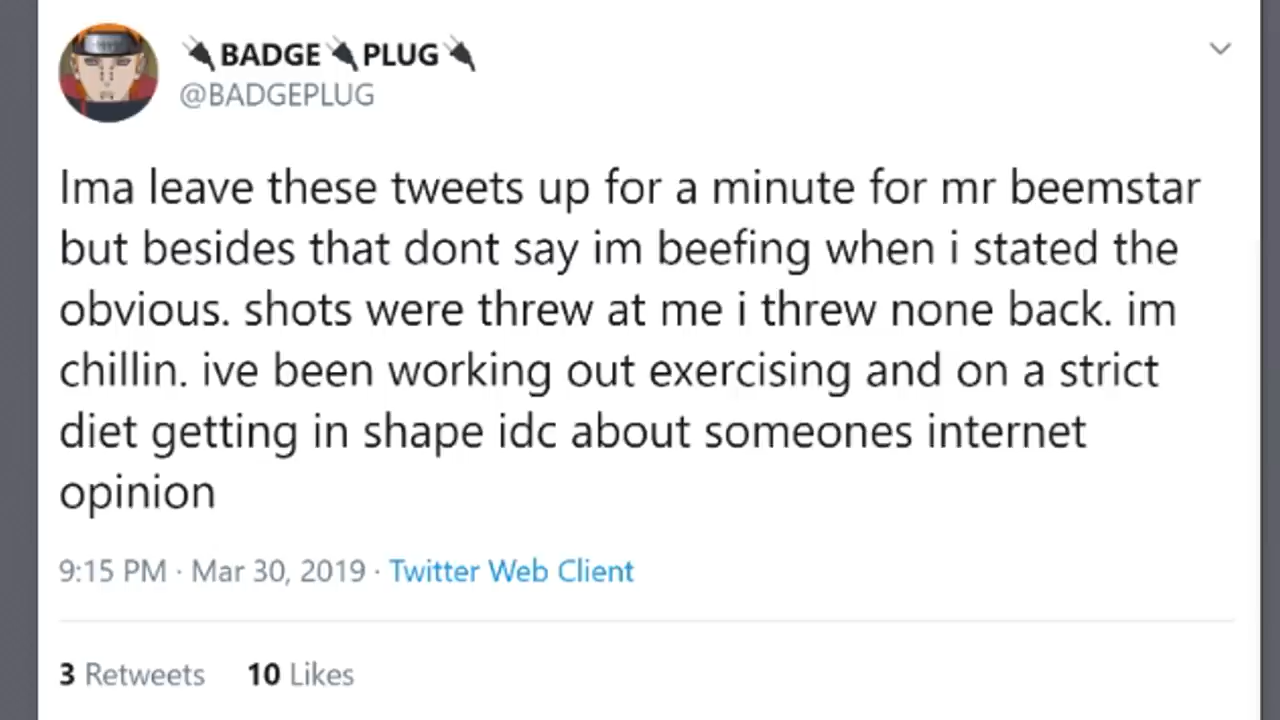 🔌BADGE🔌PLUG🔌
@BADGEPLUG
Ima leave these tweets up for a minute for mr beemstar
but besides that dont say im beefing when i stated the
obvious. shots were threw at me i threw none back. im
chillin. ive been working out exercising and on a strict
diet getting in shape idc about someones internet
opinion
9:15 PM · Mar 30, 2019 · Twitter Web Client
3 Retweets 10 Likes